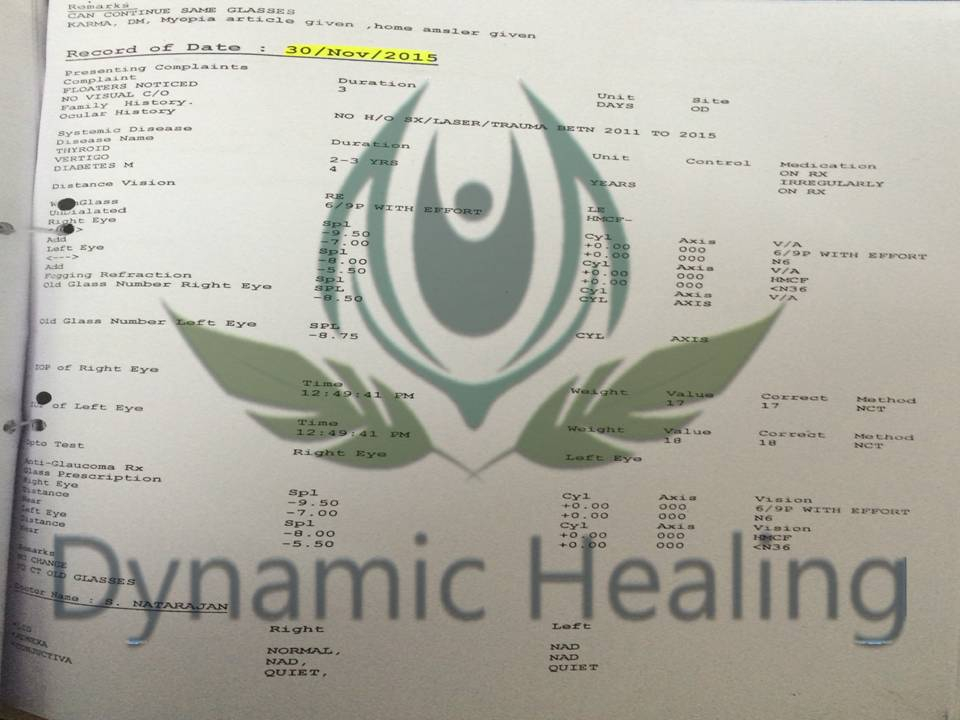 Remarks
CAN CONTINUE SAME GLASSES
KARMA, DM, Myopia article given ,home amsler given
Record of Date : 30/Nov/2015
Presenting Complaints
Complaint Duration Unit Site
FLOATERS NOTICED 3 DAYS OD
NO VISUAL C/O
Family History.
Ocular History NO H/O SX/LASER/TRAUMA BETN 2011 TO 2015
Systemic Disease
Disease Name Duration Unit Control Medication
THYROID ON RX
VERTIGO 2-3 YRS IRREGULARLY
DIABETES M 4 YEARS ON RX
Distance Vision
RE LE
Glass 6/9P WITH EFFORT HMCF-
Undialated
Right Eye Spl Cyl Axis V/A
-9.50 +0.00 000 6/9P WITH EFFORT
Add -7.00 +0.00 000 N6
Left Eye Spl Cyl Axis V/A
<---> -8.00 +0.00 000 HMCF
Add -5.50 +0.00 000 <N36
Fogging Refraction Spl Cyl Axis V/A
Old Glass Number Right Eye SPL CYL AXIS
-8.50
Old Glass Number Left Eye SPL CYL AXIS
-8.75
IOP of Right Eye Time Weight Value Correct Method
12:49:41 PM 17 17 NCT
of Left Eye Time Weight Value Correct Method
12:49:41 PM 18 18 NCT
Opto Test Right Eye Left Eye
Anti-Glaucoma Rx
Glass Prescription
Right Eye Spl Cyl Axis Vision
Distance -9.50 +0.00 000 6/9P WITH EFFORT
Near -7.00 +0.00 000 N6
Left Eye Spl Cyl Axis Vision
Distance -8.00 +0.00 000 HMCF
Near -5.50 +0.00 000 <N36
Remarks
NO CHANGE
CT OLD GLASSES
Doctor Name : S. NATARAJAN
Right Left
LID NORMAL, NAD
ADNEXA NAD, NAD
CONJUCTIVA QUIET, QUIET
Dynamic Healing